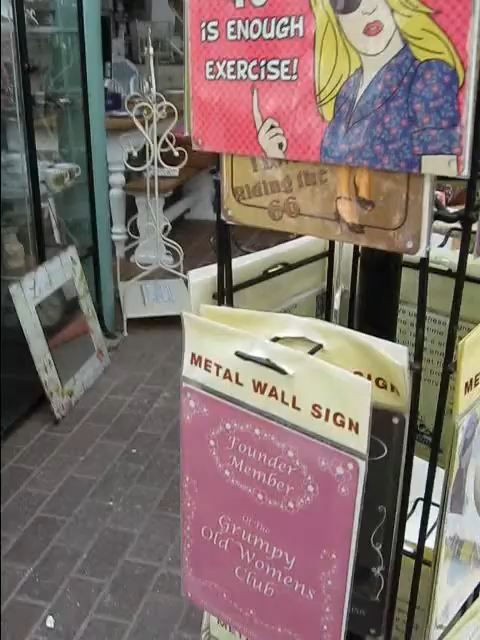 IS ENOUGH
EXERCISE!
Riding the
66
METAL WALL SIGN
SIGN
Founder
Member
Of The
Grumpy
Old Womens
Club